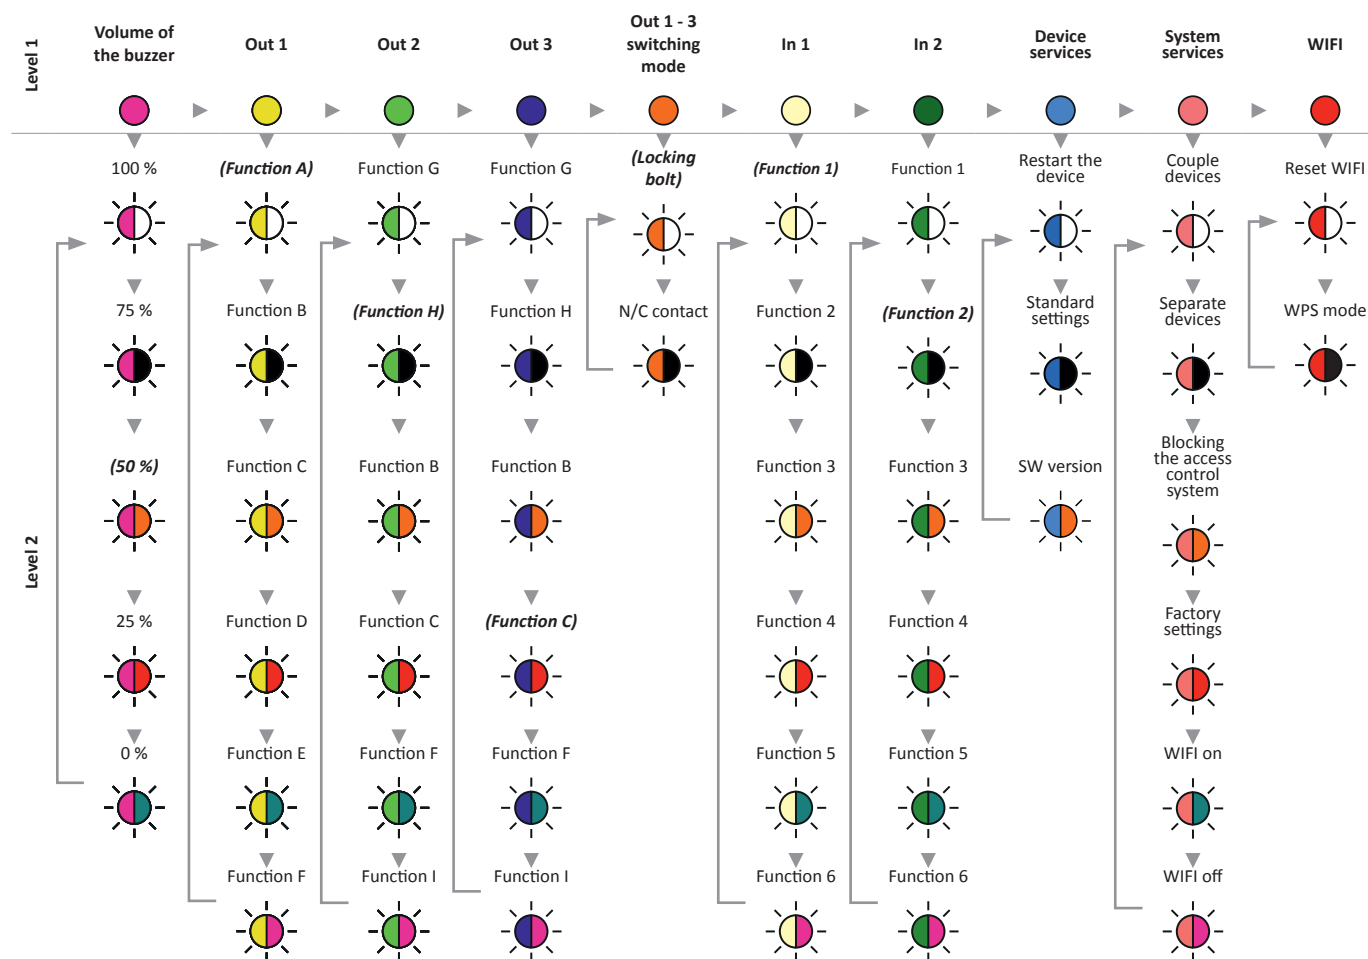 Level 1
Volume of
the buzzer
Out 1
Out 2
Out 3
Out 1 - 3
switching
mode
In 1
In 2
Device
services
System
services
WIFI
Level 2
100 %
(Function A)
Function G
Function G
(Locking
bolt)
(Function 1)
Function 1
Restart the
device
Couple
devices
Reset WIFI
75 %
Function B
(Function H)
Function H
N/C contact
Function 2
(Function 2)
Standard
settings
Separate
devices
WPS mode
(50 %)
Function C
Function B
Function B
Function 3
Function 3
SW version
Blocking
the access
control
system
25 %
Function D
Function C
(Function C)
Function 4
Function 4
Factory
settings
0 %
Function E
Function F
Function F
Function 5
Function 5
WIFI on
Function F
Function I
Function I
Function 6
Function 6
WIFI off